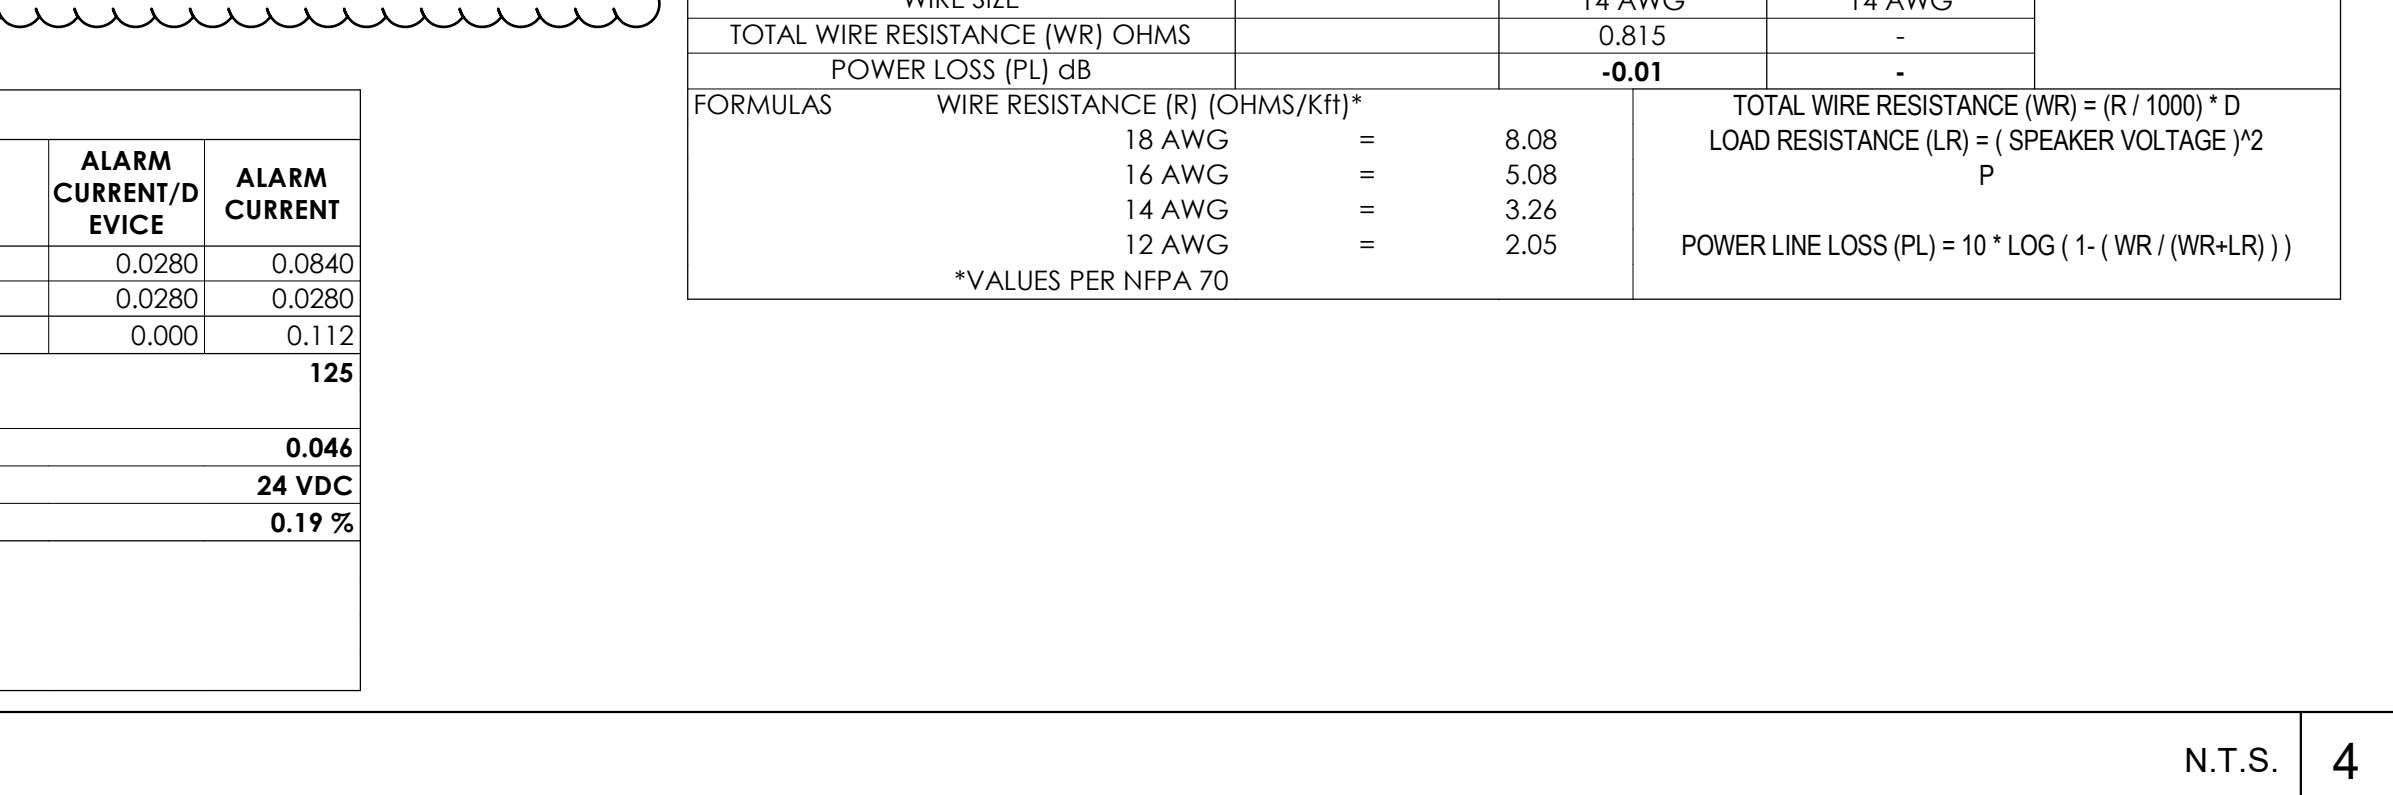 WIRE SIZE 14 AWG 14 AWG
TOTAL WIRE RESISTANCE (WR) OHMS 0.815 -
POWER LOSS (PL) dB -0.01 -
FORMULAS WIRE RESISTANCE (R) (OHMS/Kft)* TOTAL WIRE RESISTANCE (WR) = (R / 1000) * D
18 AWG = 8.08 LOAD RESISTANCE (LR) = ( SPEAKER VOLTAGE )^2
16 AWG = 5.08 P
14 AWG = 3.26
12 AWG = 2.05 POWER LINE LOSS (PL) = 10 * LOG ( 1- ( WR / (WR+LR) ) )
*VALUES PER NFPA 70
ALARM
CURRENT/D
EVICE
ALARM
CURRENT
0.0280 0.0840
0.0280 0.0280
0.000 0.112
125
0.046
24 VDC
0.19 %
N.T.S. 4